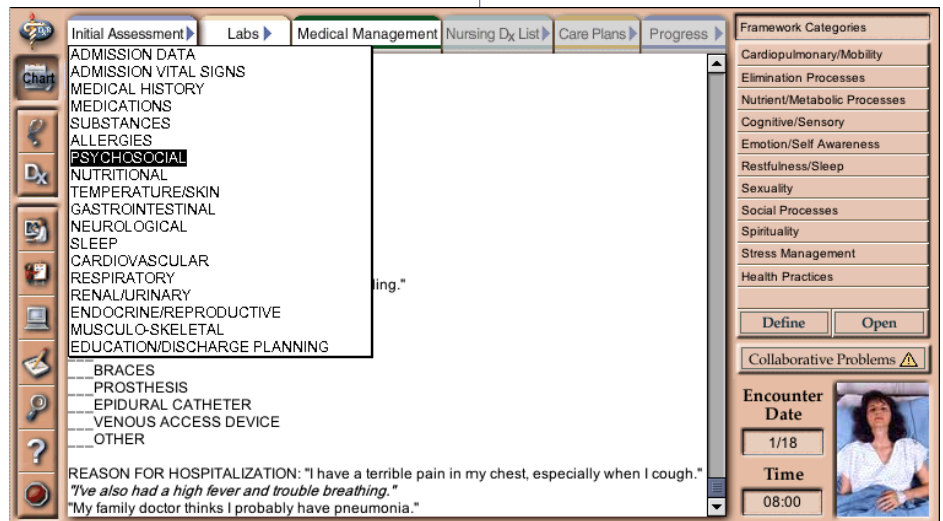 Initial Assessment
Labs
Medical Management
Nursing Dx List
Care Plans
Progress
Chart
Dx
ADMISSION DATA
ADMISSION VITAL SIGNS
MEDICAL HISTORY
MEDICATIONS
SUBSTANCES
ALLERGIES
PSYCHOSOCIAL
NUTRITIONAL
TEMPERATURE/SKIN
GASTROINTESTINAL
NEUROLOGICAL
SLEEP
CARDIOVASCULAR
RESPIRATORY
RENAL/URINARY
ENDOCRINE/REPRODUCTIVE
MUSCULO-SKELETAL
EDUCATION/DISCHARGE PLANNING
ling."
___BRACES
___PROSTHESIS
___EPIDURAL CATHETER
___VENOUS ACCESS DEVICE
___OTHER
REASON FOR HOSPITALIZATION: "I have a terrible pain in my chest, especially when I cough."
"I've also had a high fever and trouble breathing."
"My family doctor thinks I probably have pneumonia."
Framework Categories
Cardiopulmonary/Mobility
Elimination Processes
Nutrient/Metabolic Processes
Cognitive/Sensory
Emotion/Self Awareness
Restfulness/Sleep
Sexuality
Social Processes
Spirituality
Stress Management
Health Practices
Define
Open
Collaborative Problems
Encounter
Date
1/18
Time
08:00